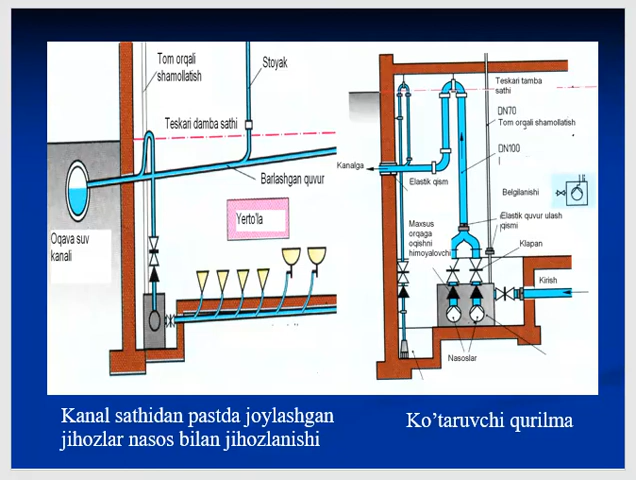 Tom orqali
shamollatish
Stoyak
Teskari damba sathi
Barlashgan quvur
Yerto'la
Oqava suv
kanali
Teskari tamba
sathi
DN70
Tom orqali shamollatish
DN100
Kanalga
Elastik qism
Belgilanishi
Maxsus
orqaga
oqishni
himoyalovchi
Elastik quvur ulash
qismi
Klapan
Kirish
Nasoslar
Kanal sathidan pastda joylashgan
jihozlar nasos bilan jihozlanishi
Ko’taruvchi qurilma